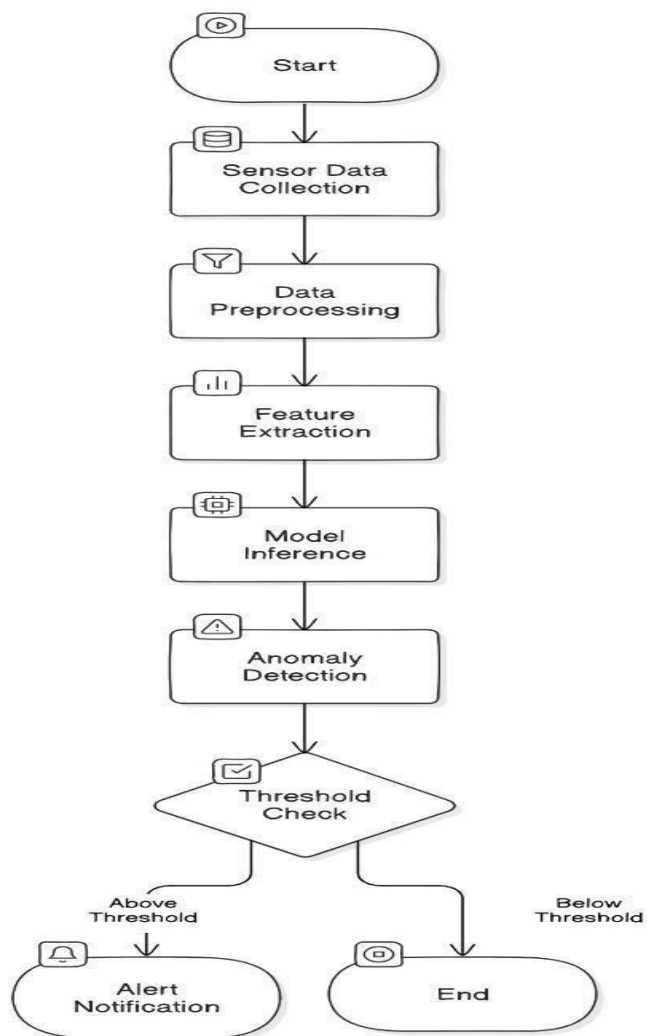 Start
Sensor Data
Collection
Data
Preprocessing
Feature
Extraction
Model
Inference
Anomaly
Detection
Threshold
Check
Above
Threshold
Below
Threshold
Alert
Notification
End